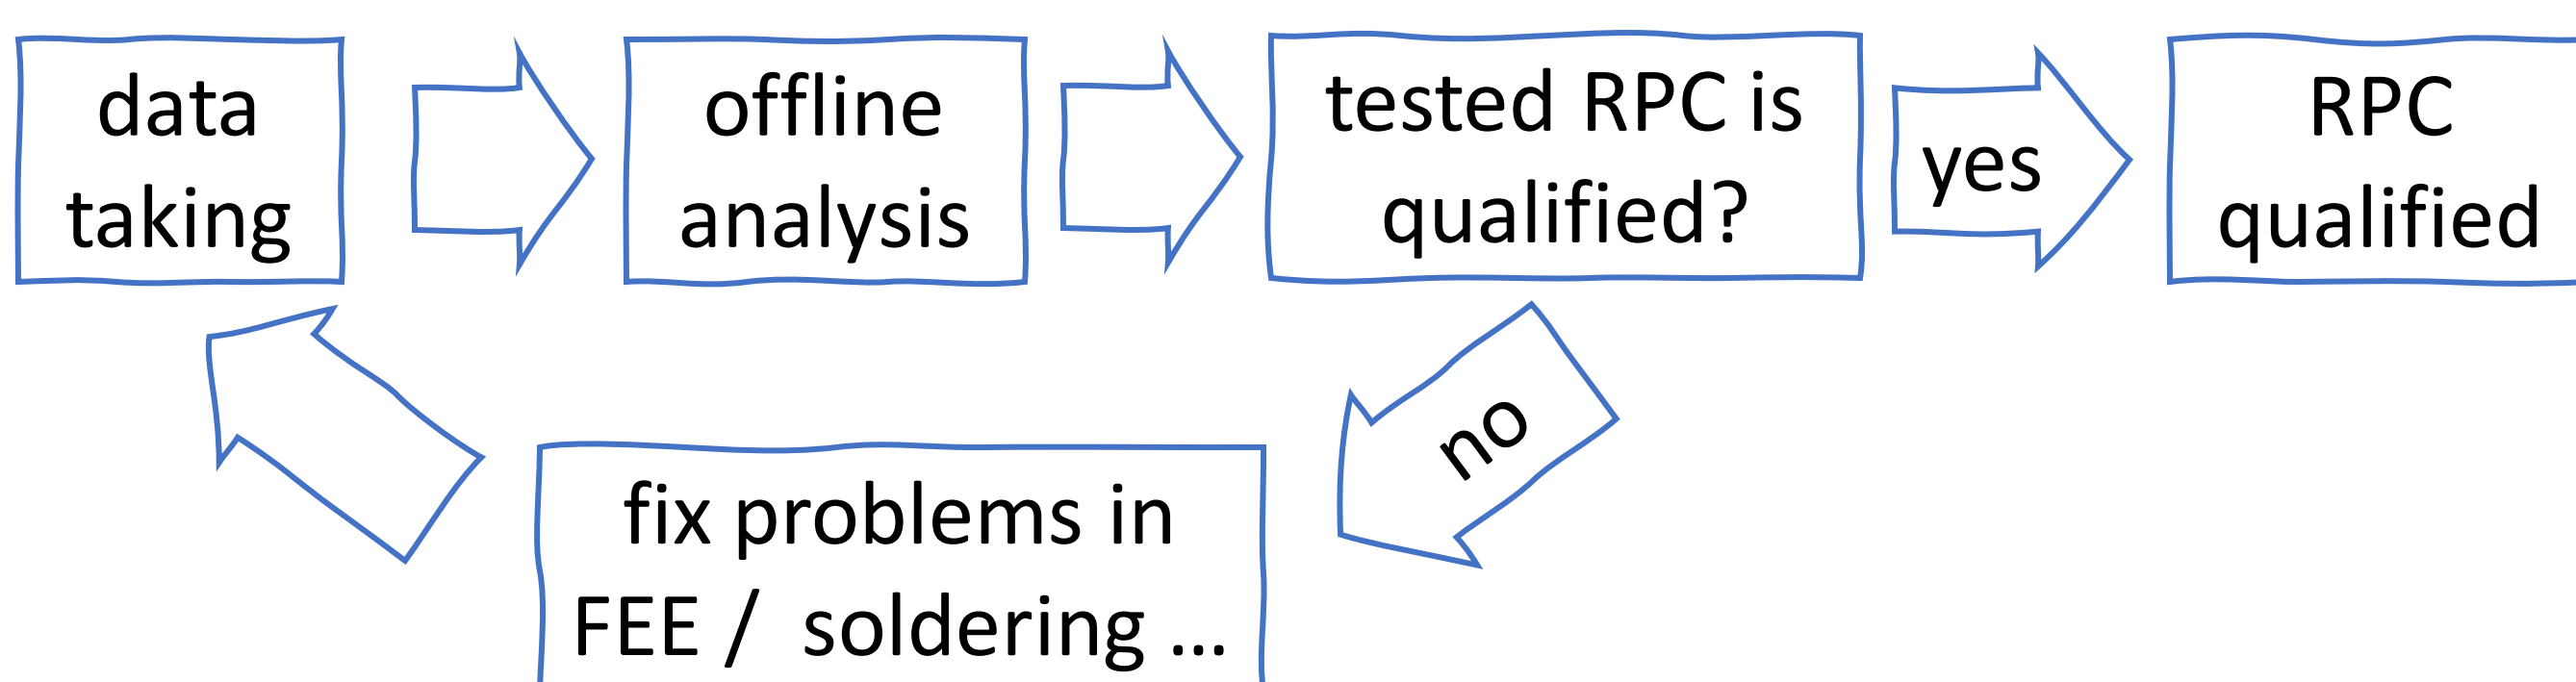 data
taking
offline
analysis
tested RPC is
qualified?
yes
RPC
qualified
no
fix problems in
FEE / soldering ...